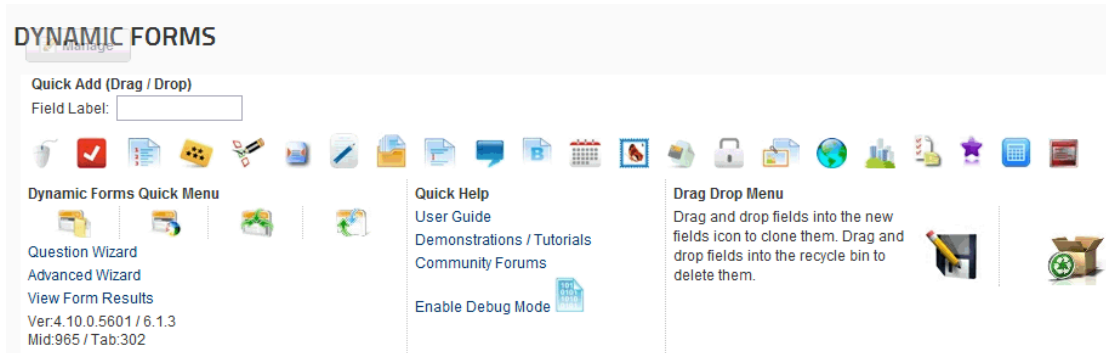 DYNAMIC FORMS
Manage
Quick Add (Drag / Drop)
Field Label:
Dynamic Forms Quick Menu
Question Wizard
Advanced Wizard
View Form Results
Ver:4.10.0.5601 / 6.1.3
Mid:965 / Tab:302
Quick Help
User Guide
Demonstrations / Tutorials
Community Forums
Enable Debug Mode
Drag Drop Menu
Drag and drop fields into the new
fields icon to clone them. Drag and
drop fields into the recycle bin to
delete them.